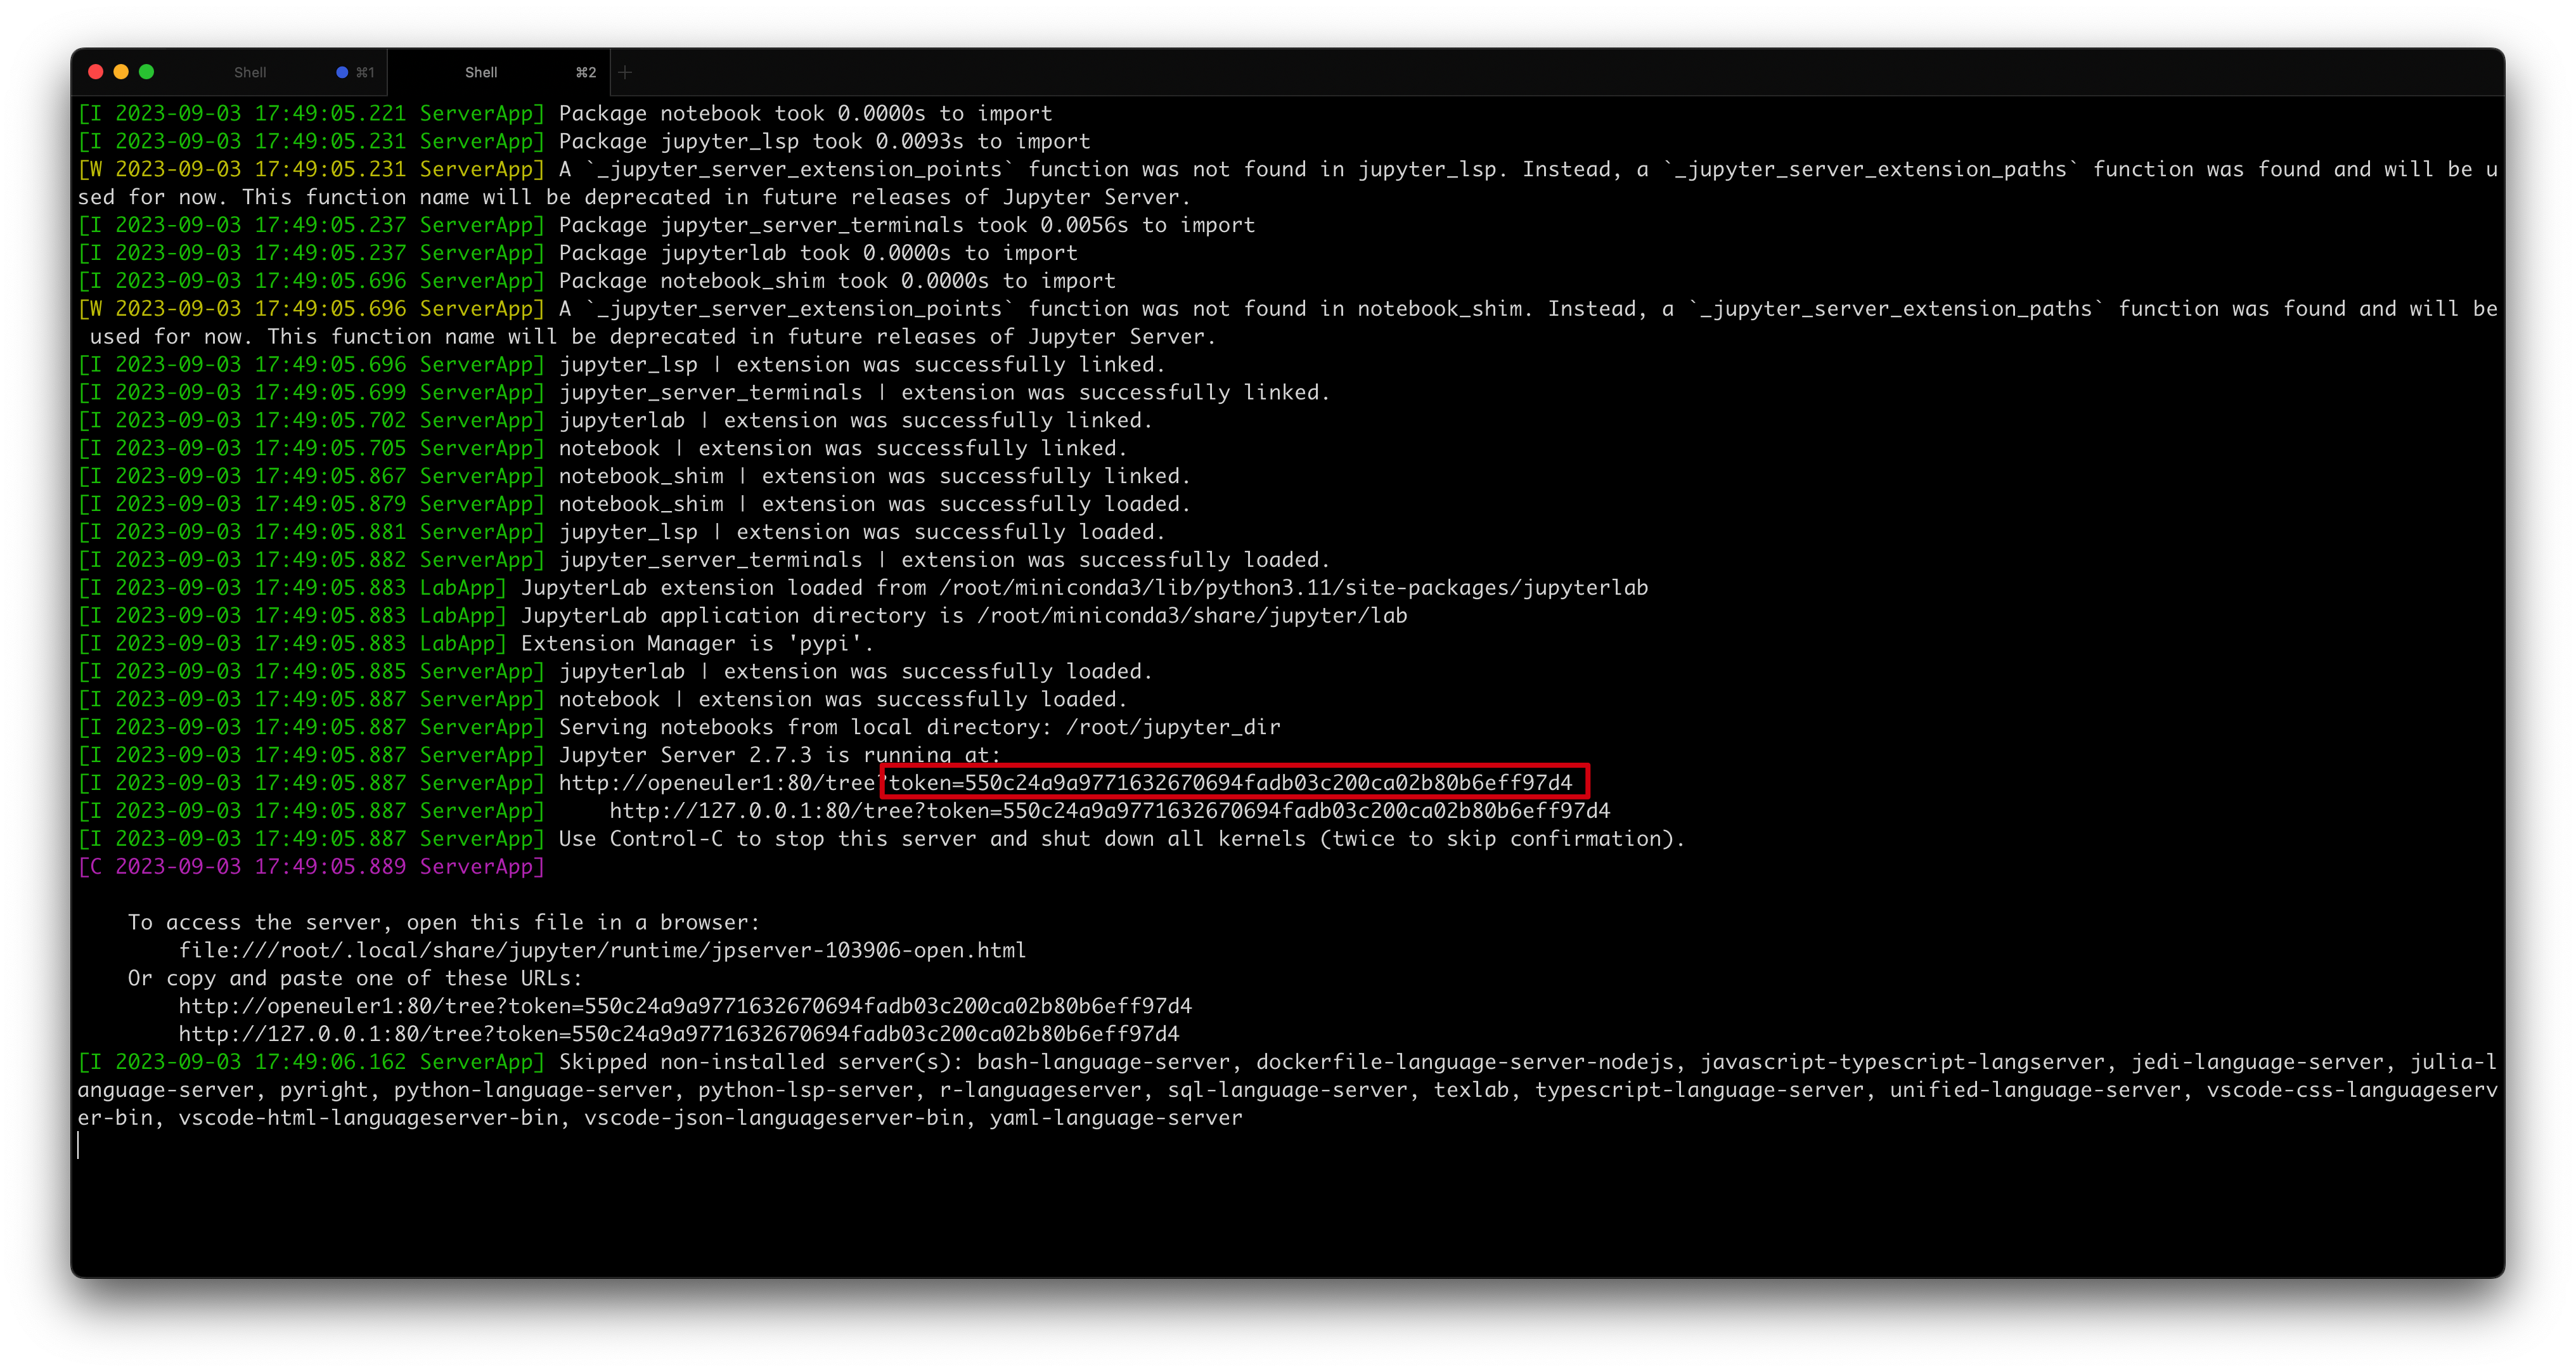 Shell ⌘1 Shell ⌘2
[I 2023-09-03 17:49:05.221 ServerApp] Package notebook took 0.0000s to import
[I 2023-09-03 17:49:05.231 ServerApp] Package jupyter_lsp took 0.0093s to import
[W 2023-09-03 17:49:05.231 ServerApp] A `_jupyter_server_extension_points` function was not found in jupyter_lsp. Instead, a `_jupyter_server_extension_paths` function was found and will be u
sed for now. This function name will be deprecated in future releases of Jupyter Server.
[I 2023-09-03 17:49:05.237 ServerApp] Package jupyter_server_terminals took 0.0056s to import
[I 2023-09-03 17:49:05.237 ServerApp] Package jupyterlab took 0.0000s to import
[I 2023-09-03 17:49:05.696 ServerApp] Package notebook_shim took 0.0000s to import
[W 2023-09-03 17:49:05.696 ServerApp] A `_jupyter_server_extension_points` function was not found in notebook_shim. Instead, a `_jupyter_server_extension_paths` function was found and will be
used for now. This function name will be deprecated in future releases of Jupyter Server.
[I 2023-09-03 17:49:05.696 ServerApp] jupyter_lsp | extension was successfully linked.
[I 2023-09-03 17:49:05.699 ServerApp] jupyter_server_terminals | extension was successfully linked.
[I 2023-09-03 17:49:05.702 ServerApp] jupyterlab | extension was successfully linked.
[I 2023-09-03 17:49:05.705 ServerApp] notebook | extension was successfully linked.
[I 2023-09-03 17:49:05.867 ServerApp] notebook_shim | extension was successfully linked.
[I 2023-09-03 17:49:05.879 ServerApp] notebook_shim | extension was successfully loaded.
[I 2023-09-03 17:49:05.881 ServerApp] jupyter_lsp | extension was successfully loaded.
[I 2023-09-03 17:49:05.882 ServerApp] jupyter_server_terminals | extension was successfully loaded.
[I 2023-09-03 17:49:05.883 LabApp] JupyterLab extension loaded from /root/miniconda3/lib/python3.11/site-packages/jupyterlab
[I 2023-09-03 17:49:05.883 LabApp] JupyterLab application directory is /root/miniconda3/share/jupyter/lab
[I 2023-09-03 17:49:05.883 LabApp] Extension Manager is 'pypi'.
[I 2023-09-03 17:49:05.885 ServerApp] jupyterlab | extension was successfully loaded.
[I 2023-09-03 17:49:05.887 ServerApp] notebook | extension was successfully loaded.
[I 2023-09-03 17:49:05.887 ServerApp] Serving notebooks from local directory: /root/jupyter_dir
[I 2023-09-03 17:49:05.887 ServerApp] Jupyter Server 2.7.3 is running at:
[I 2023-09-03 17:49:05.887 ServerApp] http://openeuler1:80/tree?token=550c24a9a9771632670694fadb03c200ca02b80b6eff97d4
[I 2023-09-03 17:49:05.887 ServerApp]     http://127.0.0.1:80/tree?token=550c24a9a9771632670694fadb03c200ca02b80b6eff97d4
[I 2023-09-03 17:49:05.887 ServerApp] Use Control-C to stop this server and shut down all kernels (twice to skip confirmation).
[C 2023-09-03 17:49:05.889 ServerApp]
To access the server, open this file in a browser:
file:///root/.local/share/jupyter/runtime/jpserver-103906-open.html
Or copy and paste one of these URLs:
http://openeuler1:80/tree?token=550c24a9a9771632670694fadb03c200ca02b80b6eff97d4
http://127.0.0.1:80/tree?token=550c24a9a9771632670694fadb03c200ca02b80b6eff97d4
[I 2023-09-03 17:49:06.162 ServerApp] Skipped non-installed server(s): bash-language-server, dockerfile-language-server-nodejs, javascript-typescript-langserver, jedi-language-server, julia-l
anguage-server, pyright, python-language-server, python-lsp-server, r-languageserver, sql-language-server, texlab, typescript-language-server, unified-language-server, vscode-css-languageserv
er-bin, vscode-html-languageserver-bin, vscode-json-languageserver-bin, yaml-language-server